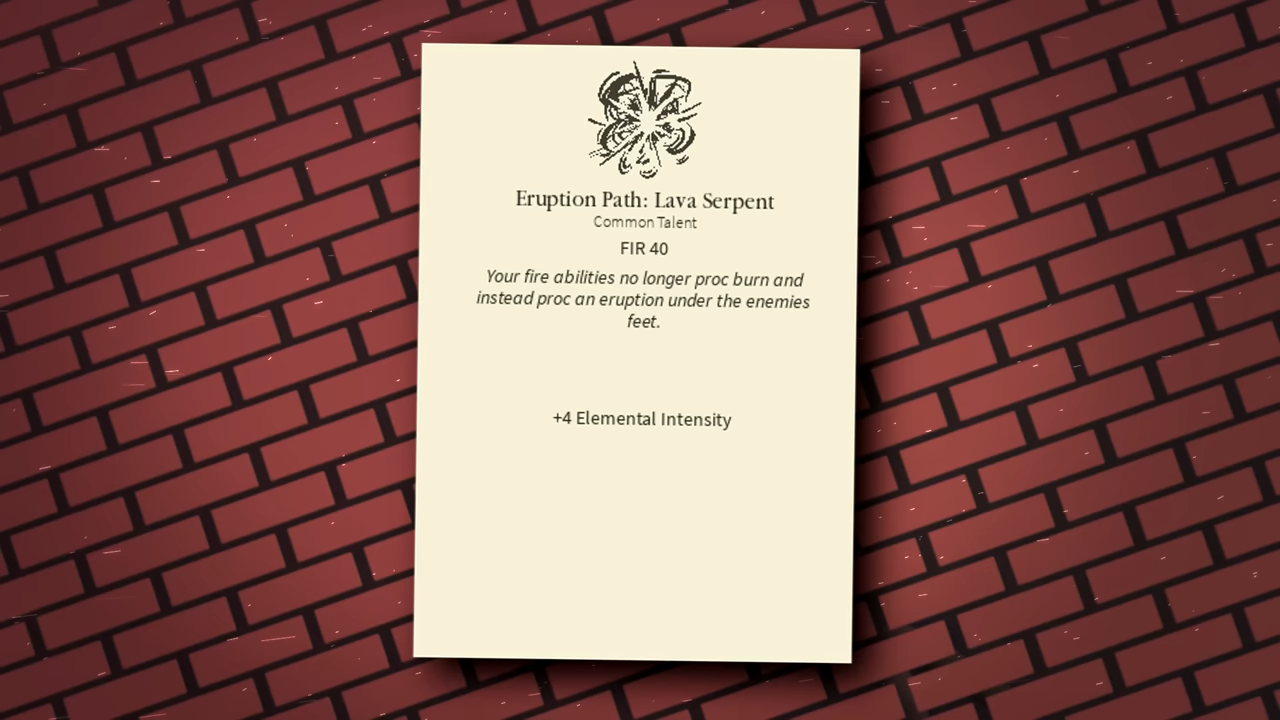 Eruption Path: Lava Serpent
Common Talent
FIR 40
Your fire abilities no longer proc burn and
instead proc an eruption under the enemies
feet.
+4 Elemental Intensity